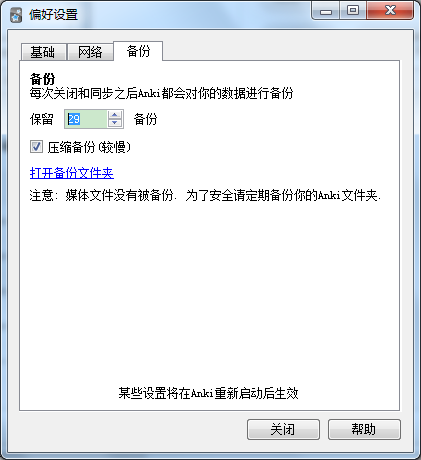 偏好设置
基础 网络 备份
备份
每次关闭和同步之后Anki都会对你的数据进行备份
保留 29 备份
压缩备份(较慢)
打开备份文件夹
注意: 媒体文件没有被备份. 为了安全请定期备份你的Anki文件夹.
某些设置将在Anki重新启动后生效
关闭 帮助